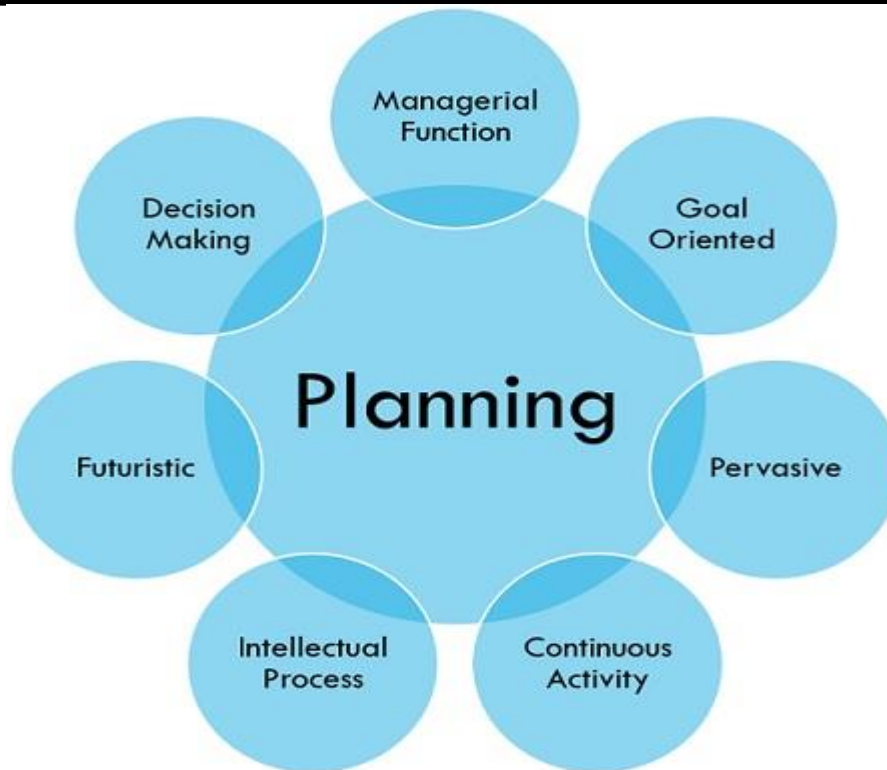 Managerial
Function
Goal
Oriented
Pervasive
Continuous
Activity
Intellectual
Process
Futuristic
Decision
Making
Planning